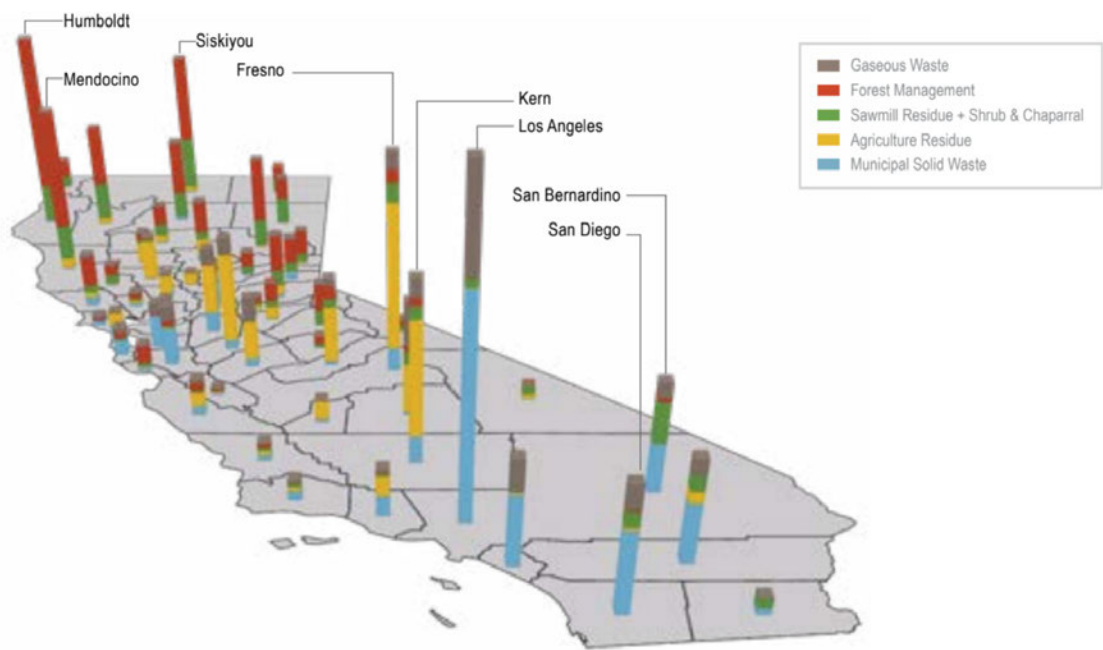 Humboldt
Siskiyou
Fresno
Mendocino
Kern
Los Angeles
San Bernardino
San Diego
Gaseous Waste
Forest Management
Sawmill Residue + Shrub & Chaparral
Agriculture Residue
Municipal Solid Waste